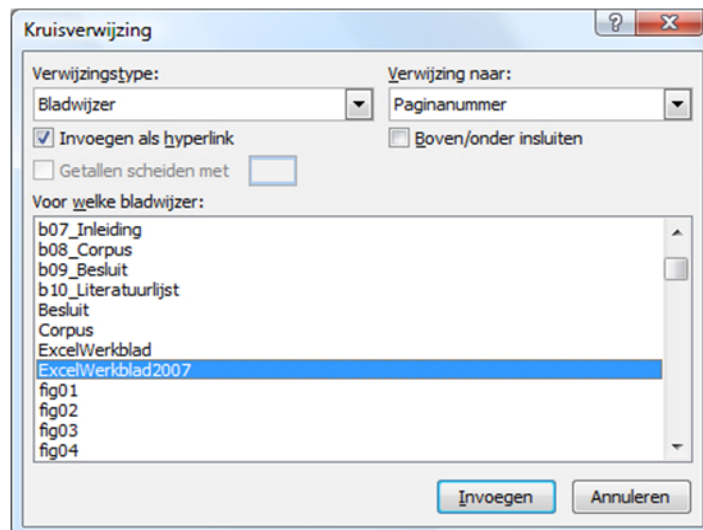 Kruisverwijzing
Verwijzingstype:
Verwijzing naar:
Bladwijzer
Paginanummer
Invoegen als hyperlink
Boven/onder insluiten
Getallen scheiden met
Voor welke bladwijzer:
b07_Inleiding
b08_Corpus
b09_Besluit
b10_Literatuurlijst
Besluit
Corpus
ExcelWerkblad
ExcelWerkblad2007
fig01
fig02
fig03
fig04
Invoegen
Annuleren